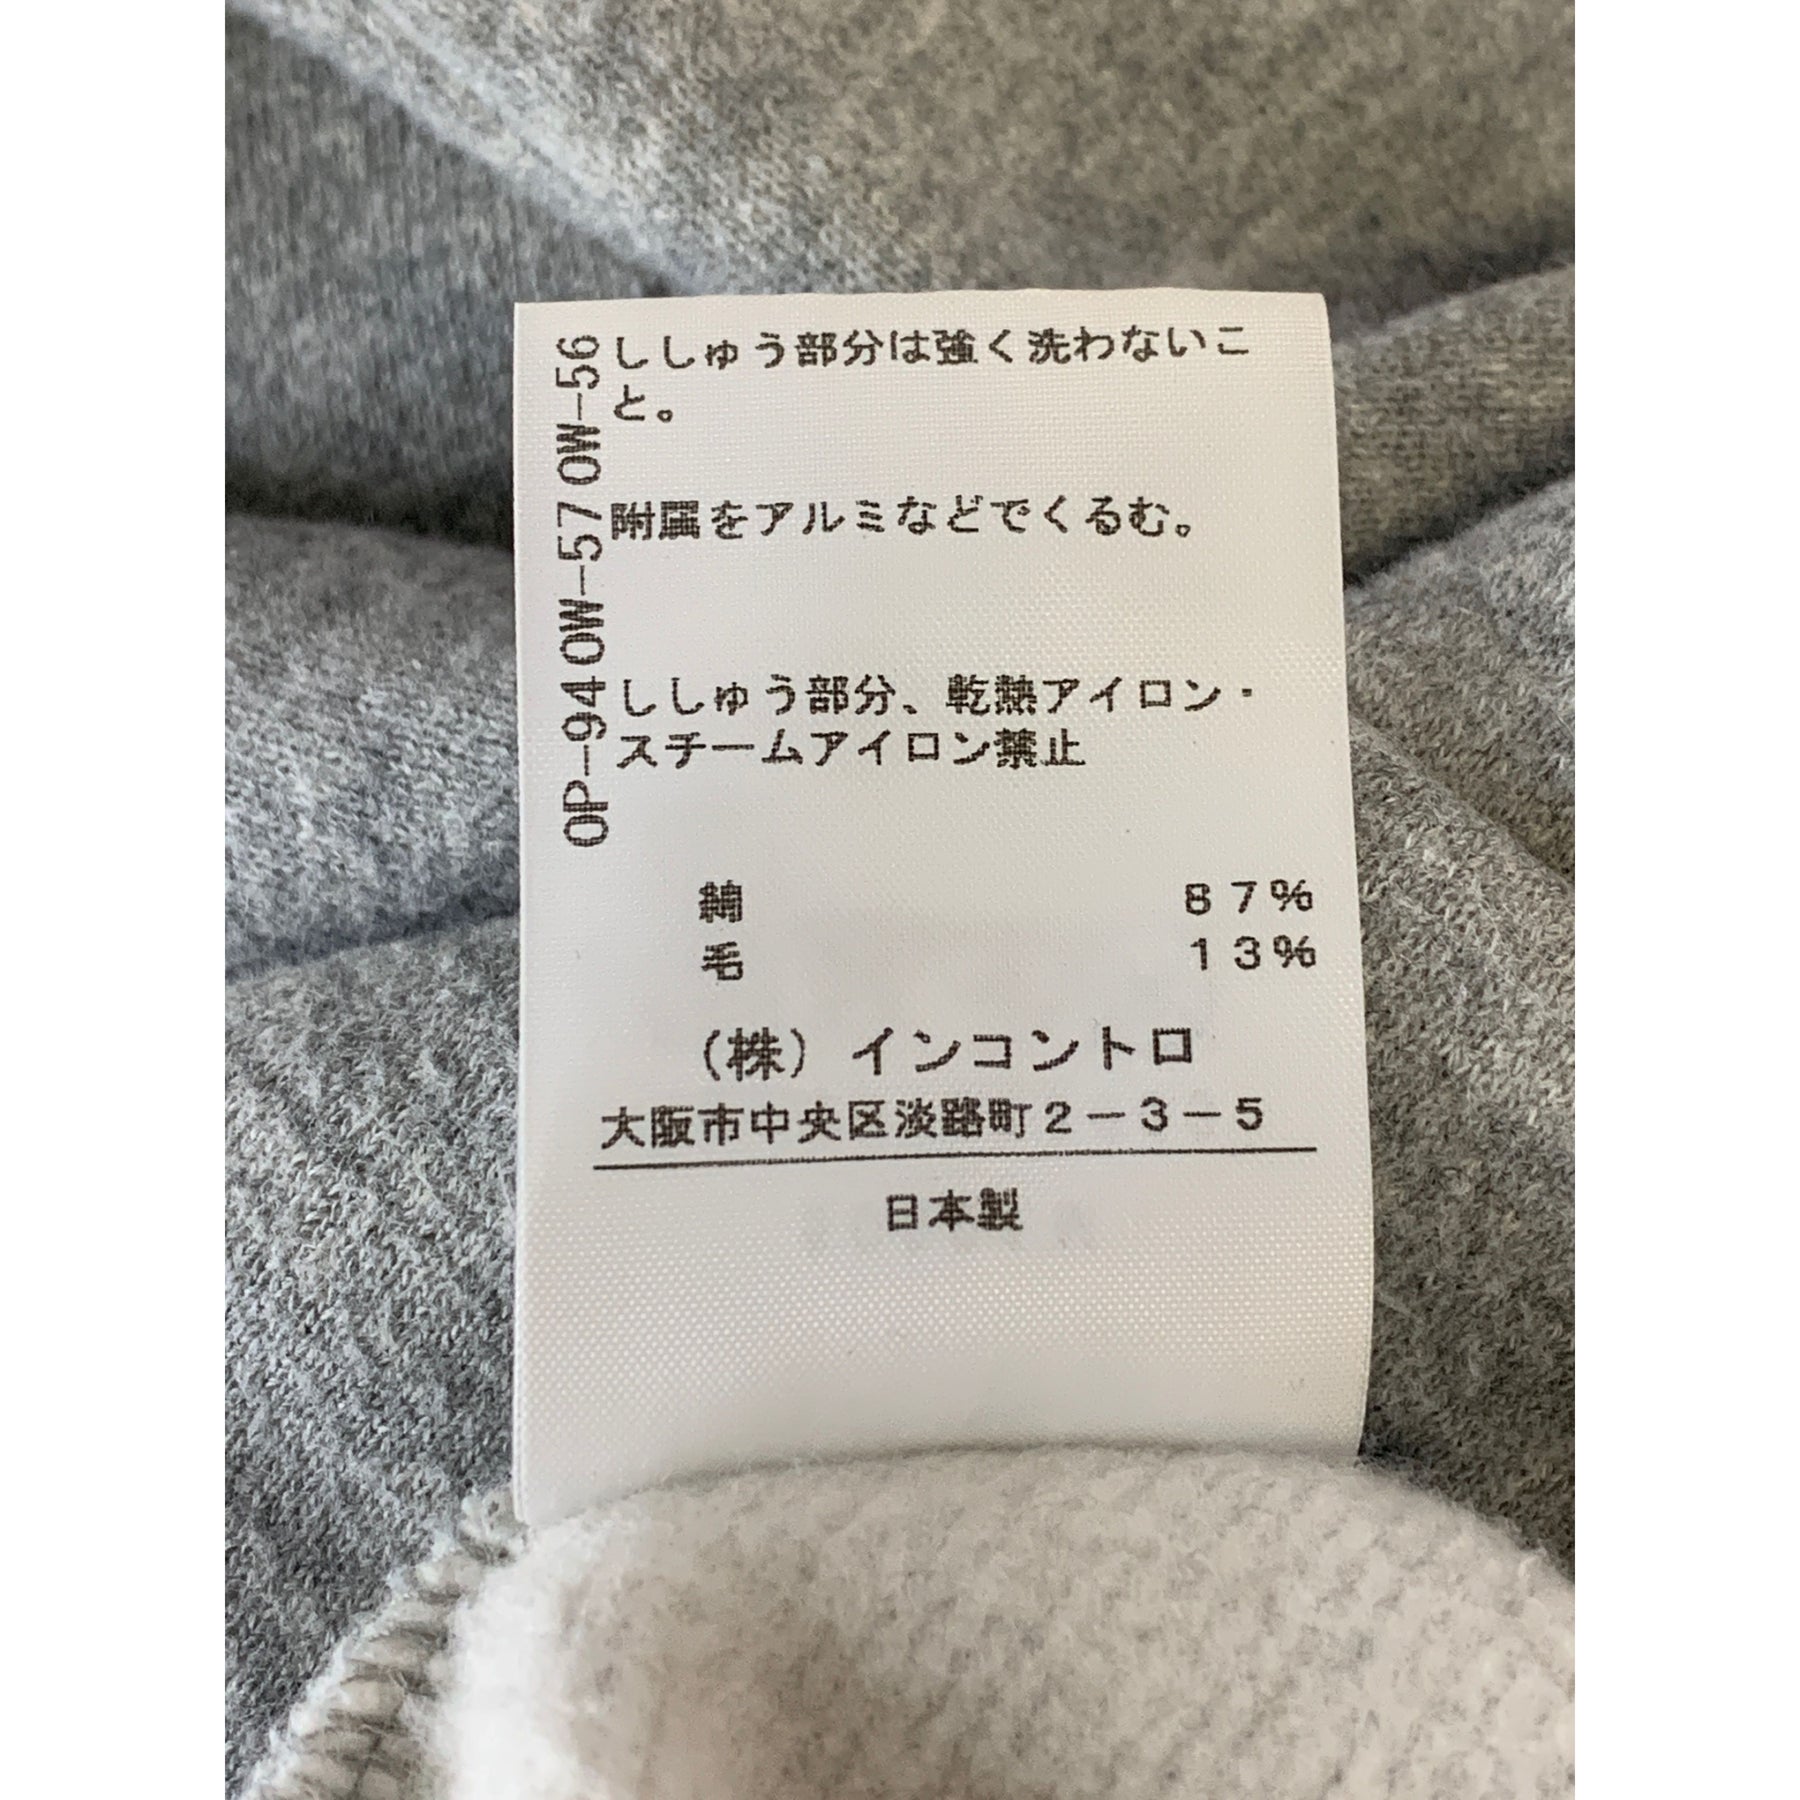 OP-940W-570W-56
ししゅう部分は強く洗わないこ
と。
附属をアルミなどでくるむ。
ししゅう部分、乾熱アイロン・
スチームアイロン禁止
綿 87%
毛 13%
（株）インコントロ
大阪市中央区淡路町2－3－5
日本製